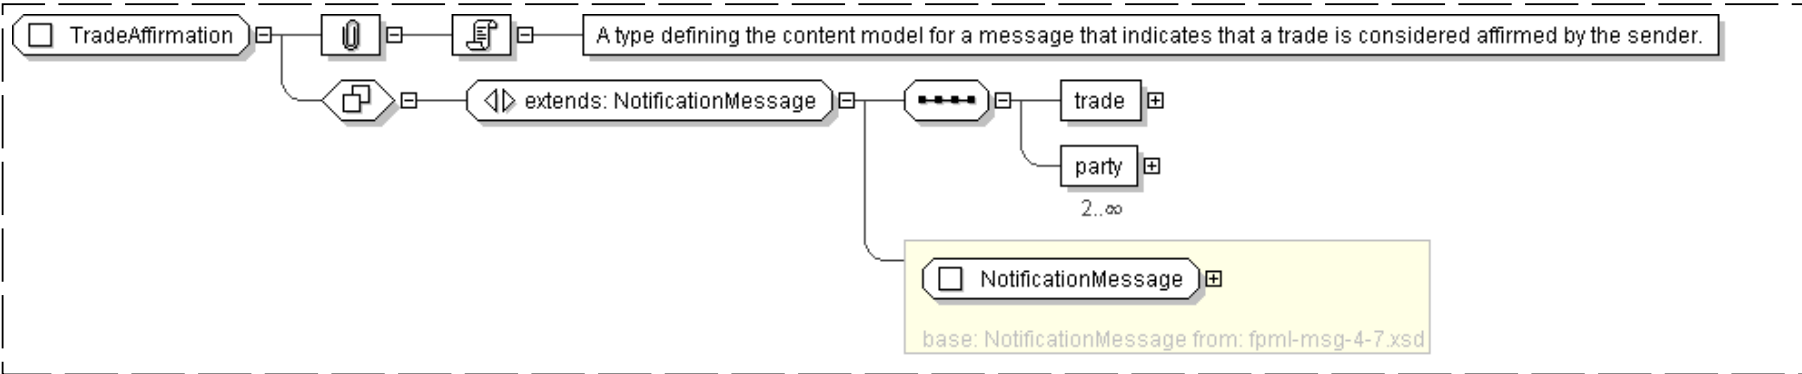 TradeAffirmation
A type defining the content model for a message that indicates that a trade is considered affirmed by the sender.
extends: NotificationMessage
trade
party
2..∞
NotificationMessage
base: NotificationMessage from: fpml-msg-4-7.xsd